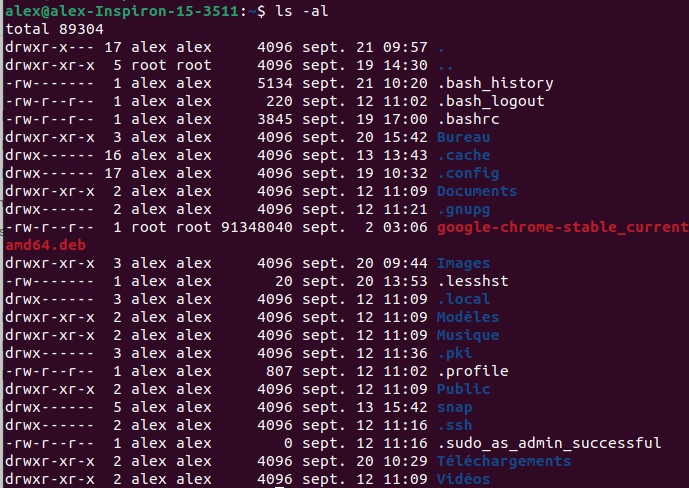 alex@alex-Inspiron-15-3511:~$ ls -al
total 89304
drwxr-x--- 17 alex alex     4096 sept. 21 09:57 .
drwxr-xr-x  5 root root     4096 sept. 19 14:30 ..
-rw-------  1 alex alex     5134 sept. 21 10:20 .bash_history
-rw-r--r--  1 alex alex      220 sept. 12 11:02 .bash_logout
-rw-r--r--  1 alex alex     3845 sept. 19 17:00 .bashrc
drwxr-xr-x  3 alex alex     4096 sept. 20 15:42 Bureau
drwx------ 16 alex alex     4096 sept. 13 13:43 .cache
drwx------ 17 alex alex     4096 sept. 19 10:32 .config
drwxr-xr-x  2 alex alex     4096 sept. 12 11:09 Documents
drwx------  2 alex alex     4096 sept. 12 11:21 .gnupg
-rw-r--r--  1 root root 91348040 sept.  2 03:06 google-chrome-stable_current
amd64.deb
drwxr-xr-x  3 alex alex     4096 sept. 20 09:44 Images
-rw-------  1 alex alex       20 sept. 20 13:53 .lesshst
drwx------  3 alex alex     4096 sept. 12 11:09 .local
drwxr-xr-x  2 alex alex     4096 sept. 12 11:09 Modèles
drwxr-xr-x  2 alex alex     4096 sept. 12 11:09 Musique
drwx------  3 alex alex     4096 sept. 12 11:36 .pki
-rw-r--r--  1 alex alex      807 sept. 12 11:02 .profile
drwxr-xr-x  2 alex alex     4096 sept. 12 11:09 Public
drwx------  5 alex alex     4096 sept. 13 15:42 snap
drwx------  2 alex alex     4096 sept. 12 11:16 .ssh
-rw-r--r--  1 alex alex        0 sept. 12 11:16 .sudo_as_admin_successful
drwxr-xr-x  2 alex alex     4096 sept. 20 10:29 Téléchargements
drwxr-xr-x  2 alex alex     4096 sept. 12 11:09 Vidéos